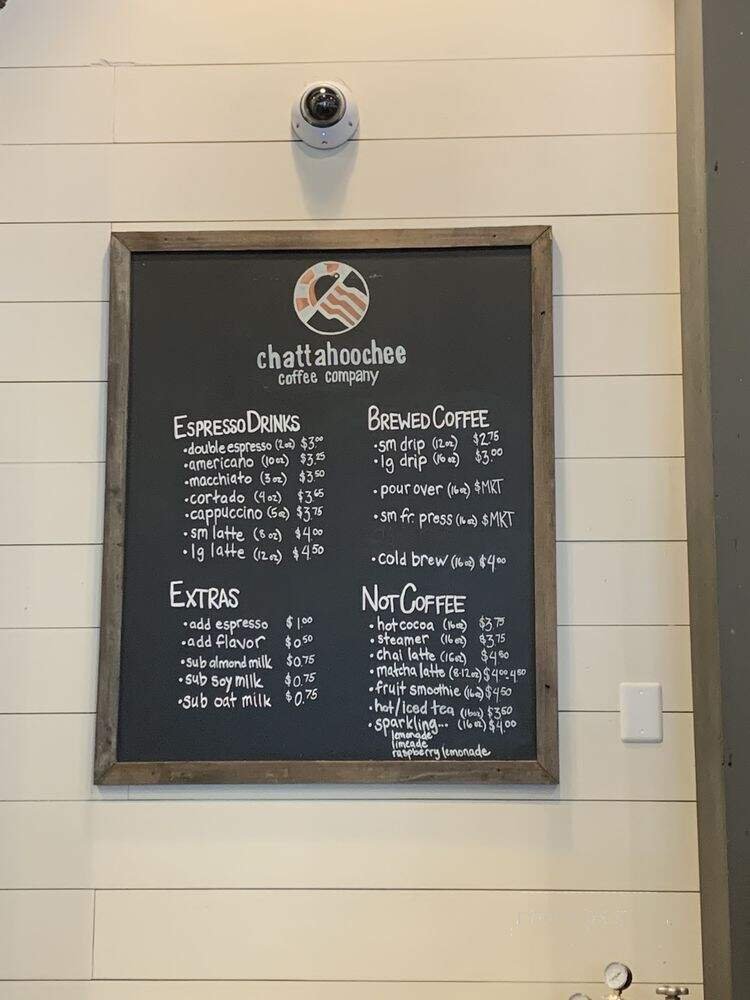 chattahoochee
coffee company
ESPRESSO DRINKS
•double espresso (2oz) $3.00
•americano (10oz) $3.25
•macchiato (3oz) $3.50
•cortado (4oz) $3.65
•cappuccino (5oz) $3.75
•sm latte (8oz) $4.00
•lg latte (12oz) $4.50
EXTRAS
•add espresso $1.00
•add flavor $0.50
•sub almond milk $0.75
•sub soy milk $0.75
•sub oat milk $0.75
BREWED COFFEE
•sm drip (12oz) $2.75
•lg drip (16oz) $3.00
•pour over (16oz) $MKT
•sm fr. press (16oz) $MKT
•cold brew (16oz) $4.00
NOT COFFEE
•hot cocoa (16oz) $3.75
•steamer (16oz) $3.75
•chai latte (16oz) $4.50
•matcha latte (8-12oz) $4.00-4.50
•fruit smoothie (16oz) $4.50
•hot/iced tea (16oz) $3.50
•sparkling... (16oz) $4.00
lemonade
limeade
raspberry lemonade